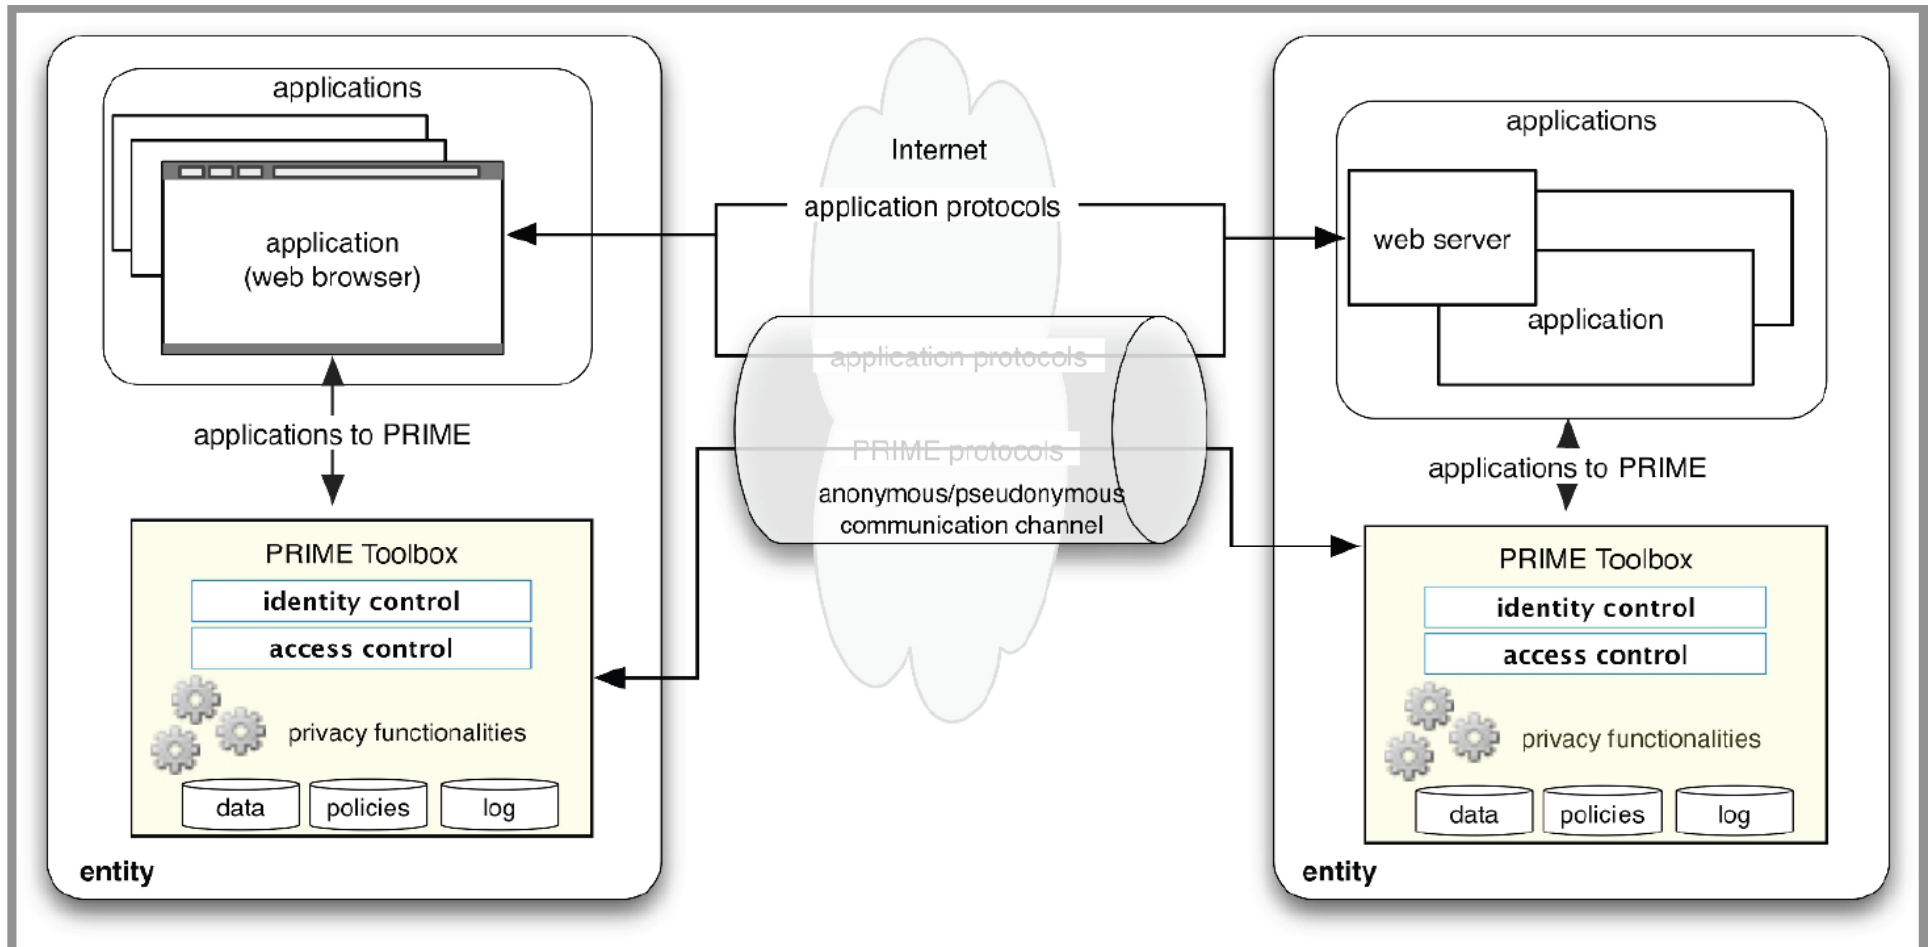 applications
application
(web browser)
applications to PRIME
PRIME Toolbox
identity control
access control
privacy functionalities
data
policies
log
entity
Internet
application protocols
application protocols
PRIME protocols
anonymous/pseudonymous
communication channel
applications
web server
application
applications to PRIME
PRIME Toolbox
identity control
access control
privacy functionalities
data
policies
log
entity